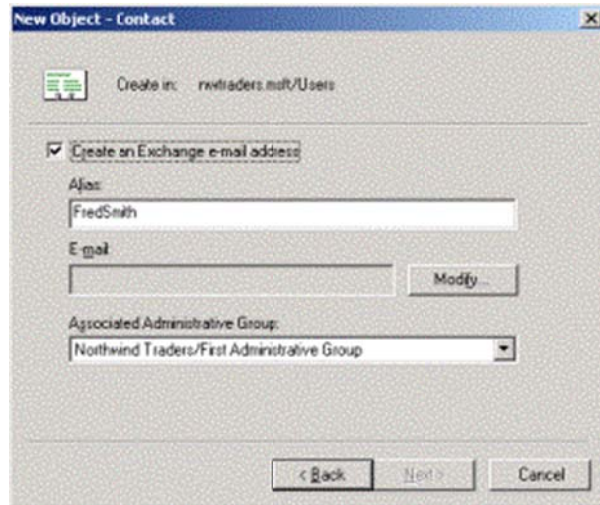 New Object - Contact
Create in: nwtraders.msft/Users
Create an Exchange e-mail address
Alias:
FredSmith
E-mail:
Modify...
Associated Administrative Group:
Northwind Traders/First Administrative Group
< Back
Next >
Cancel